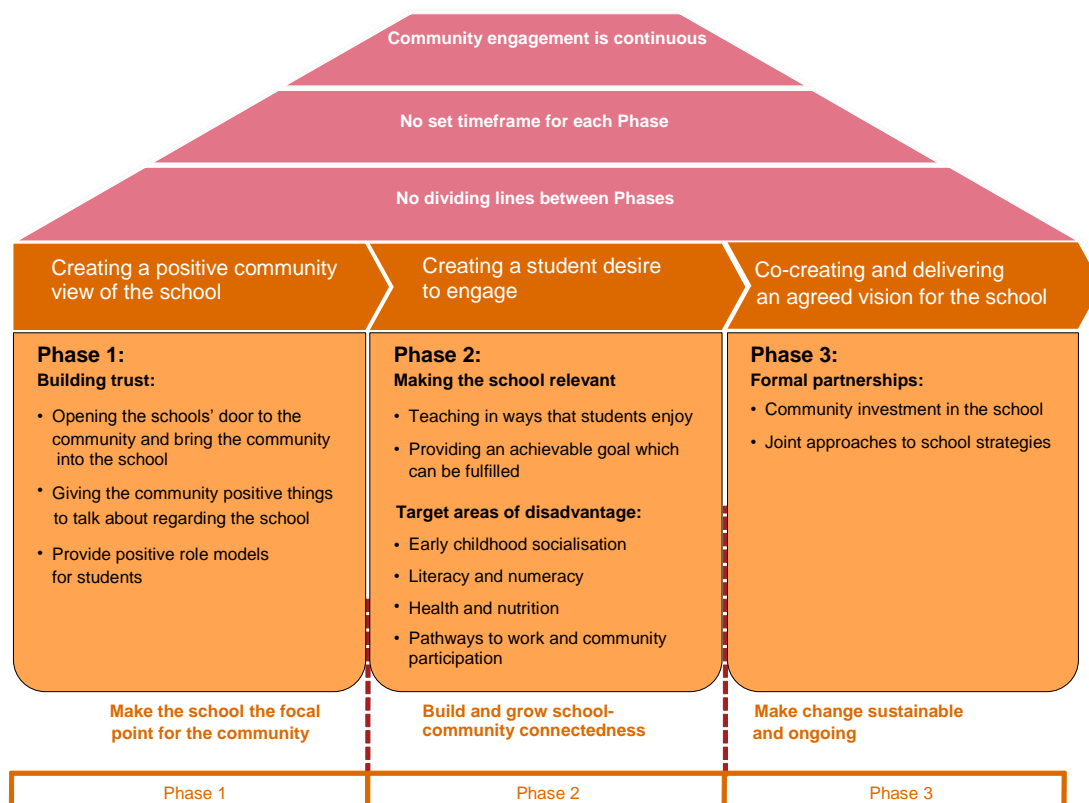 Community engagement is continuous
No set timeframe for each Phase
No dividing lines between Phases
Creating a positive community
view of the school
Creating a student desire
to engage
Co-creating and delivering
an agreed vision for the school
Phase 1:
Building trust:
• Opening the schools’ door to the
community and bring the community
into the school
• Giving the community positive things
to talk about regarding the school
• Provide positive role models
for students
Phase 2:
Making the school relevant
• Teaching in ways that students enjoy
• Providing an achievable goal which
can be fulfilled
Target areas of disadvantage:
• Early childhood socialisation
• Literacy and numeracy
• Health and nutrition
• Pathways to work and community
participation
Phase 3:
Formal partnerships:
• Community investment in the school
• Joint approaches to school strategies
Make the school the focal
point for the community
Build and grow school-
community connectedness
Make change sustainable
and ongoing
Phase 1
Phase 2
Phase 3